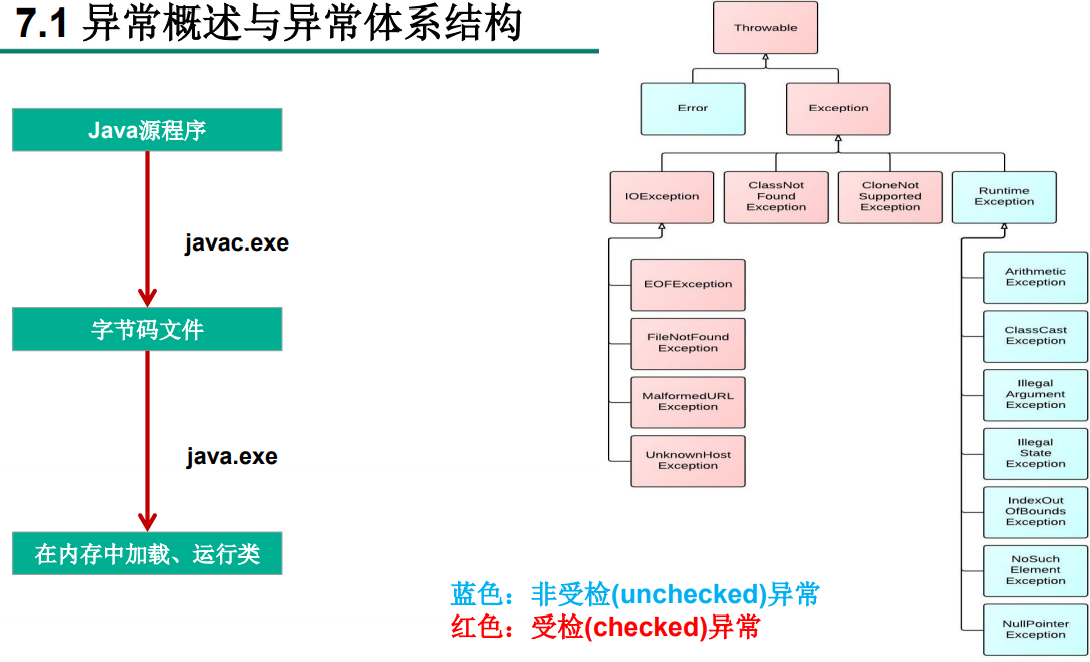 7.1 异常概述与异常体系结构
Java源程序
javac.exe
字节码文件
java.exe
在内存中加载、运行类
Throwable
Error
Exception
IOException
ClassNot
Found
Exception
CloneNot
Supported
Exception
Runtime
Exception
EOFException
FileNotFound
Exception
MalformedURL
Exception
UnknownHost
Exception
Arithmetic
Exception
ClassCast
Exception
Illegal
Argument
Exception
Illegal
State
Exception
IndexOut
OfBounds
Exception
NoSuch
Element
Exception
NullPointer
Exception
蓝色：非受检(unchecked)异常
红色：受检(checked)异常